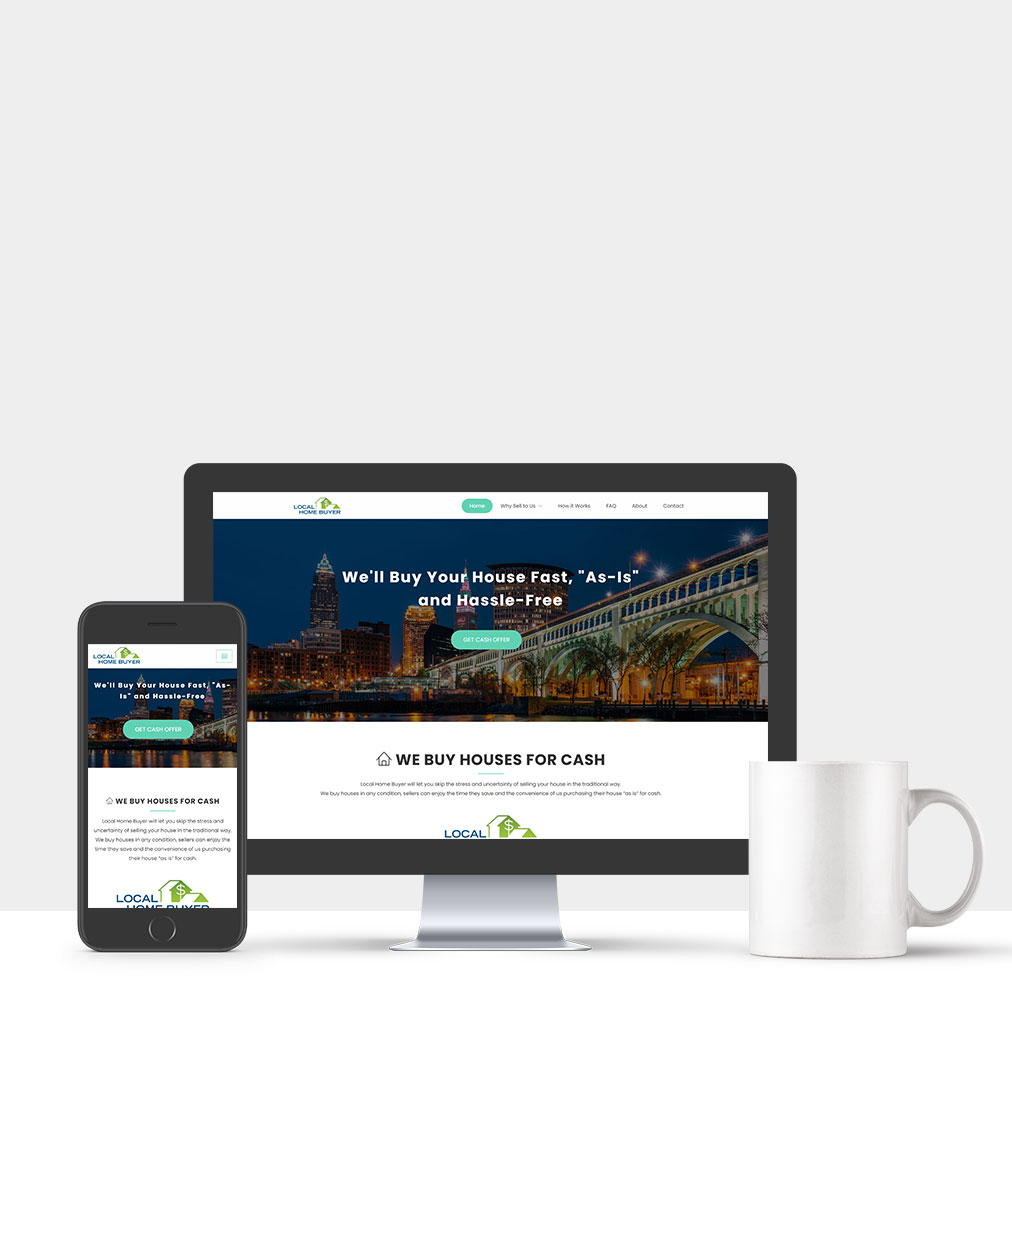 LOCAL
HOME BUYER
Home Why Sell to Us How it Works FAQ About Contact
We'll Buy Your House Fast, "As-Is"
and Hassle-Free
GET CASH OFFER
WE BUY HOUSES FOR CASH
Local Home Buyer will let you skip the stress and uncertainty of selling your house in the traditional way.
We buy houses in any condition, sellers can enjoy the time they save and the convenience of us purchasing their house "as is" for cash.
LOCAL
LOCAL
HOME BUYER
We'll Buy Your House Fast, "As-
Is" and Hassle-Free
GET CASH OFFER
WE BUY HOUSES FOR CASH
Local Home Buyer will let you skip the stress and
uncertainty of selling your house in the traditional way.
We buy houses in any condition, sellers can enjoy the
time they save and the convenience of us purchasing
their house "as is" for cash.
LOCAL
HOME BUYER